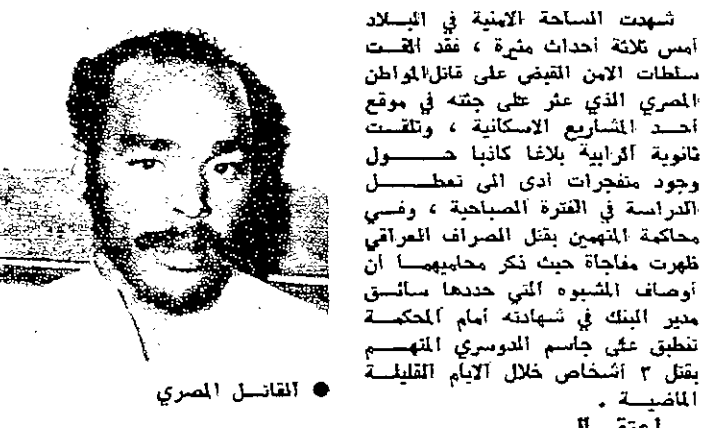 شهدت الساحة الامنية في البلاد
أمس ثلاثة أحداث مثيرة ، فقد القت
سلطات الامن القبض على قاتل المواطن
المصري الذي عثر على جثته في موقع
أحد المشاريع الاسكانية ، وتلقت
ثانوية الرابية بلاغا كاذبا حول
وجود متفجرات أدى الى تعطل
الدراسة في الفترة الصباحية ، وفي
محاكمة المتهمين بقتل الصراف العراقي
ظهرت مفاجأة حيث ذكر محاميهما أن
أوصاف المشبوه التي حددها سائق
مدير البنك في شهادته أمام المحكمة
تنطبق على جاسم الدوسري المتهم
بقتل ٣ أشخاص خلال الايام القليلة
الماضية .
● القاتل المصري